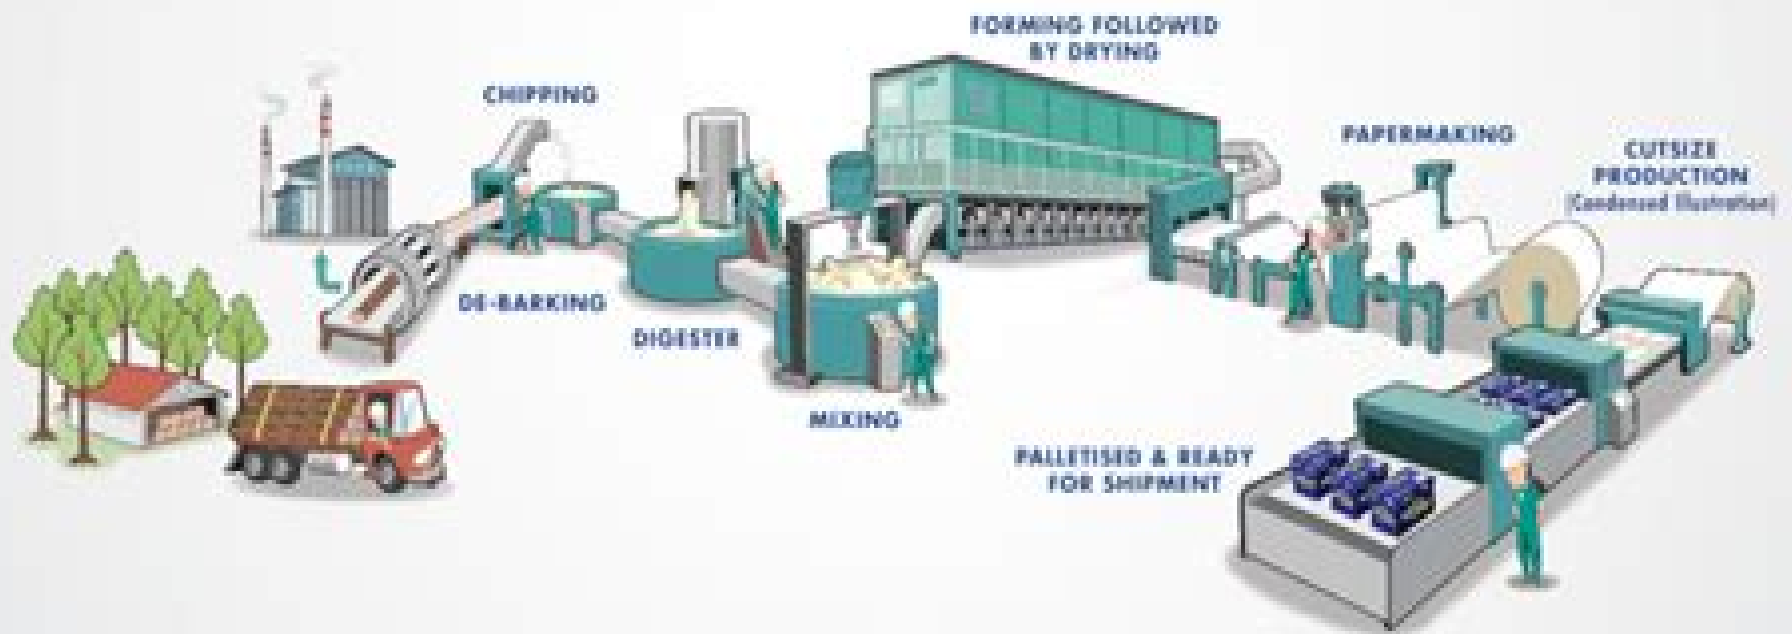 FORMING FOLLOWED
BY DRYING
CHIPPING
PAPERMAKING
CUTSIZE
PRODUCTION
(Condensed Illustration)
DE-BARKING
DIGESTER
MIXING
PALLETISED & READY
FOR SHIPMENT